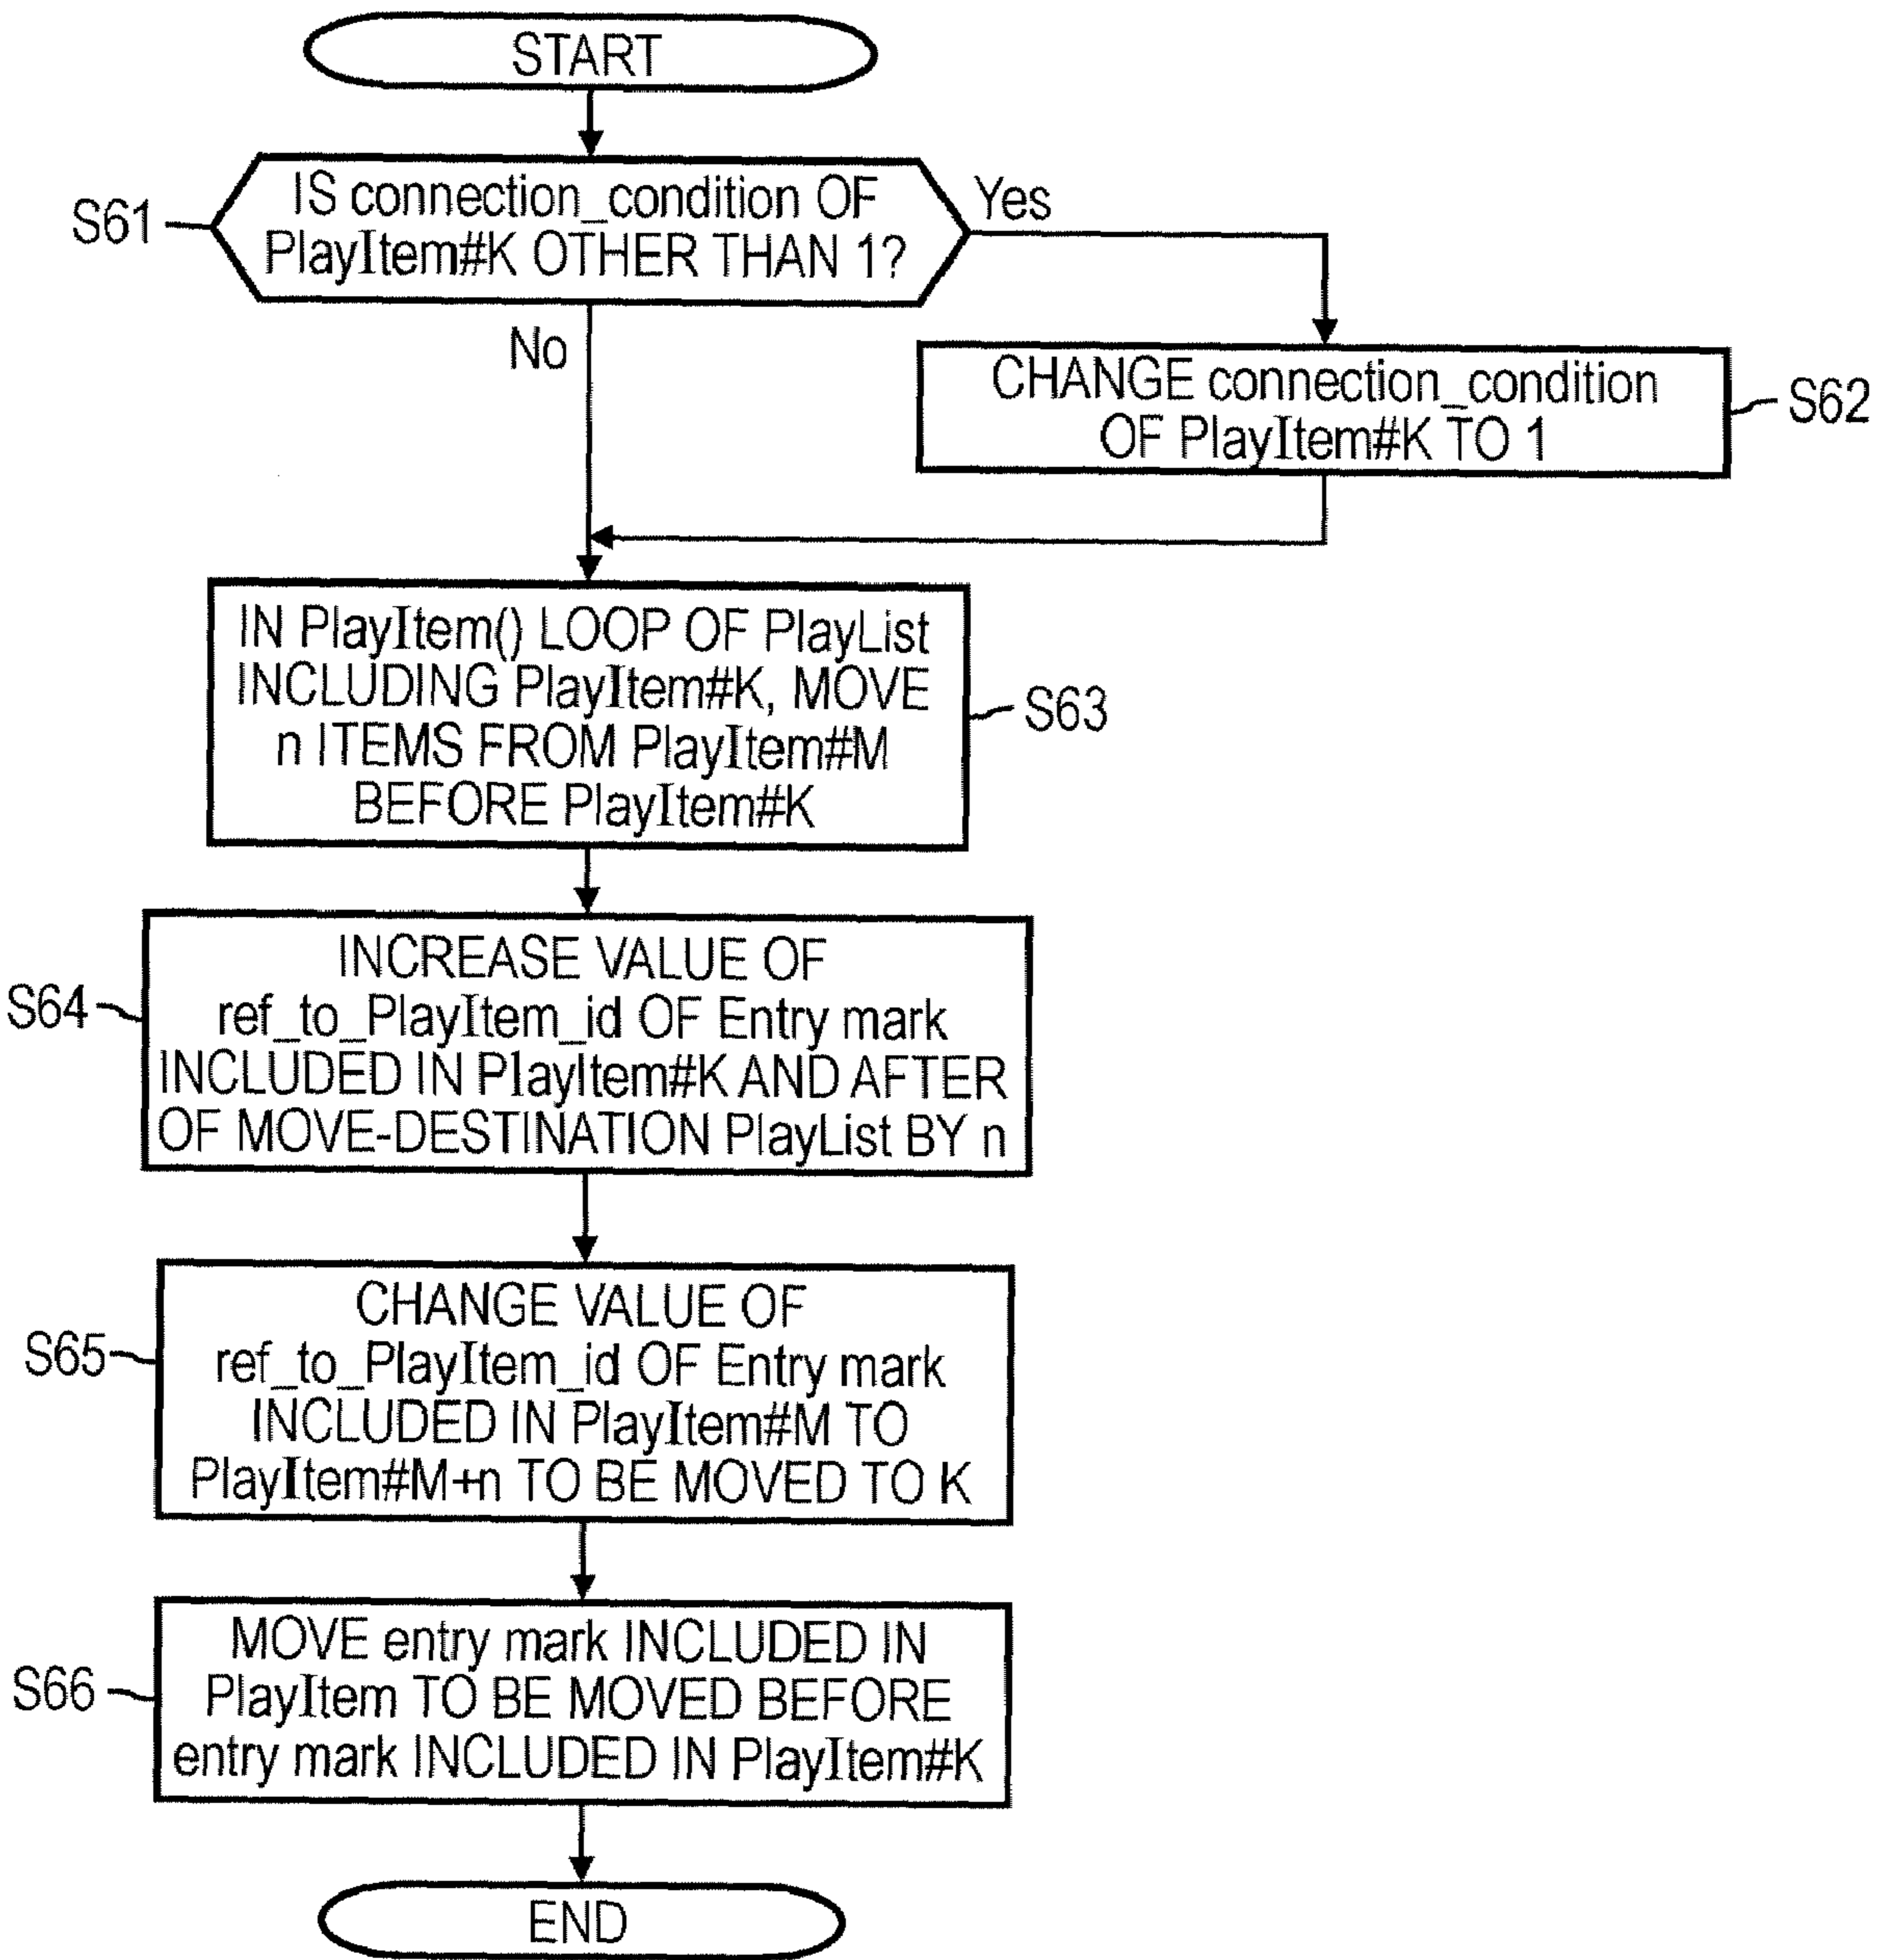 START
S61
IS connection_condition OF
PlayItem#K OTHER THAN 1?
Yes
No
CHANGE connection_condition
OF PlayItem#K TO 1
S62
IN PlayItem() LOOP OF PlayList
INCLUDING PlayItem#K, MOVE
n ITEMS FROM PlayItem#M
BEFORE PlayItem#K
S63
S64
INCREASE VALUE OF
ref_to_PlayItem_id OF Entry mark
INCLUDED IN PlayItem#K AND AFTER
OF MOVE-DESTINATION PlayList BY n
S65
CHANGE VALUE OF
ref_to_PlayItem_id OF Entry mark
INCLUDED IN PlayItem#M TO
PlayItem#M+n TO BE MOVED TO K
S66
MOVE entry mark INCLUDED IN
PlayItem TO BE MOVED BEFORE
entry mark INCLUDED IN PlayItem#K
END